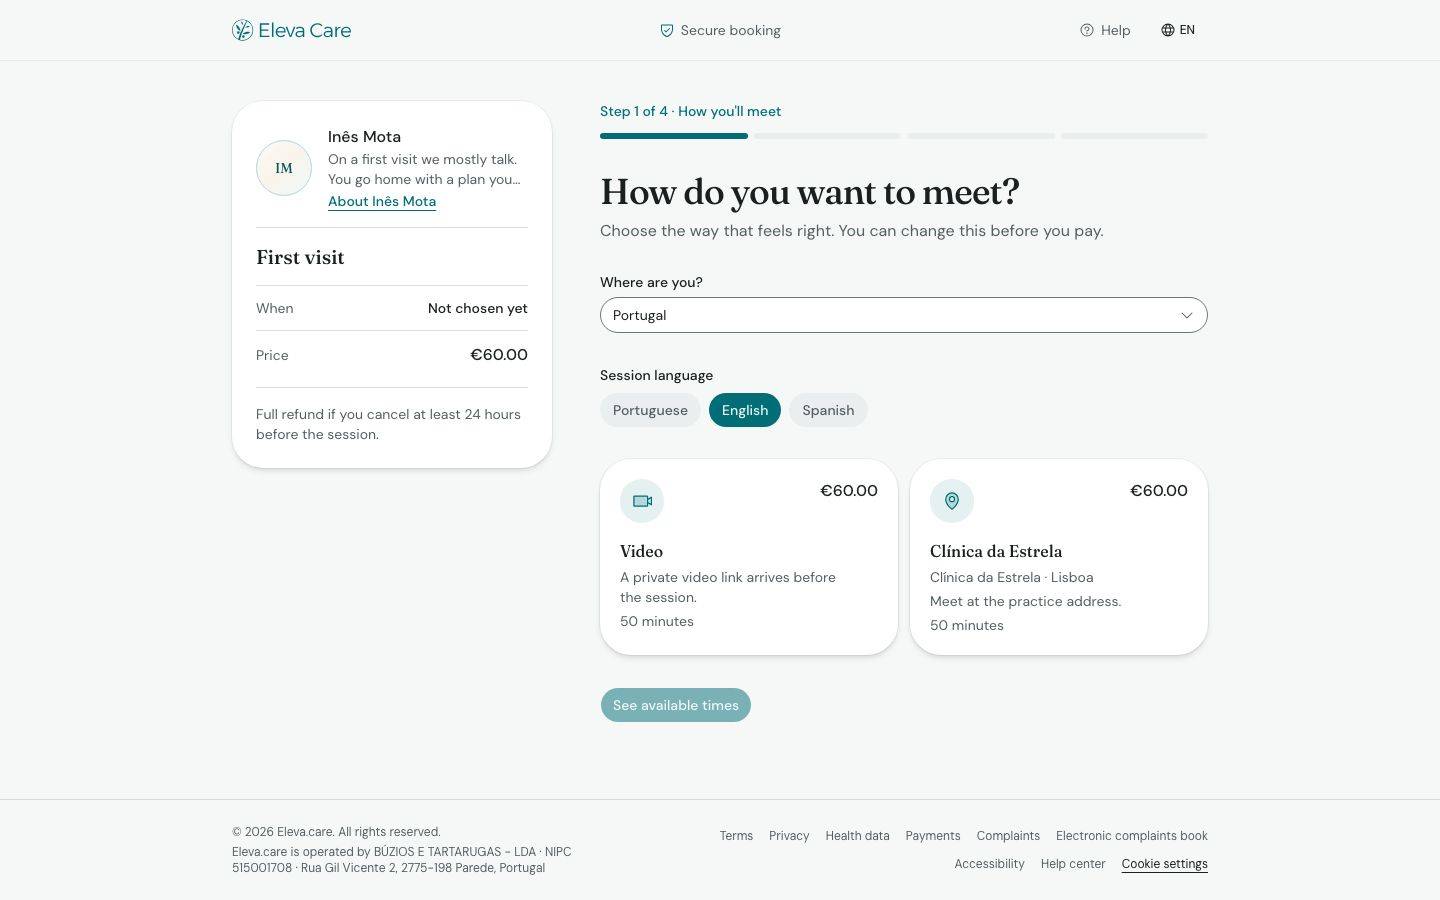 Eleva Care
Secure booking
Help
EN
IM
Inês Mota
On a first visit we mostly talk.
You go home with a plan you...
About Inês Mota
First visit
When
Not chosen yet
Price
€60.00
Full refund if you cancel at least 24 hours
before the session.
Step 1 of 4 · How you'll meet
How do you want to meet?
Choose the way that feels right. You can change this before you pay.
Where are you?
Portugal
Session language
Portuguese
English
Spanish
€60.00
Video
A private video link arrives before
the session.
50 minutes
€60.00
Clínica da Estrela
Clínica da Estrela · Lisboa
Meet at the practice address.
50 minutes
See available times
© 2026 Eleva.care. All rights reserved.
Eleva.care is operated by BÚZIOS E TARTARUGAS – LDA · NIPC
515001708 · Rua Gil Vicente 2, 2775-198 Parede, Portugal
Terms Privacy Health data Payments Complaints Electronic complaints book
Accessibility Help center Cookie settings